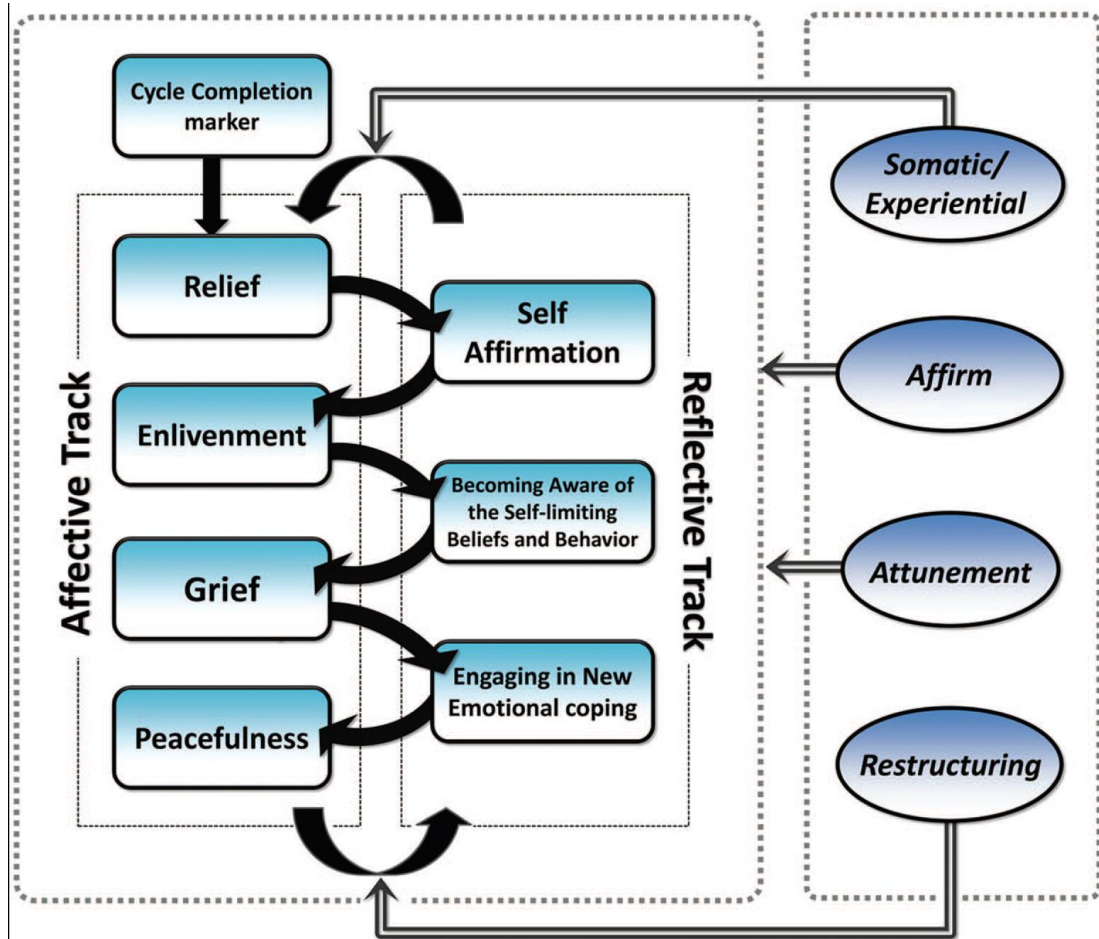 Cycle Completion
marker
Affective Track
Relief
Self
Affirmation
Enlivenment
Becoming Aware of
the Self-limiting
Beliefs and Behavior
Grief
Engaging in New
Emotional coping
Peacefulness
Reflective Track
Somatic/
Experiential
Affirm
Attunement
Restructuring